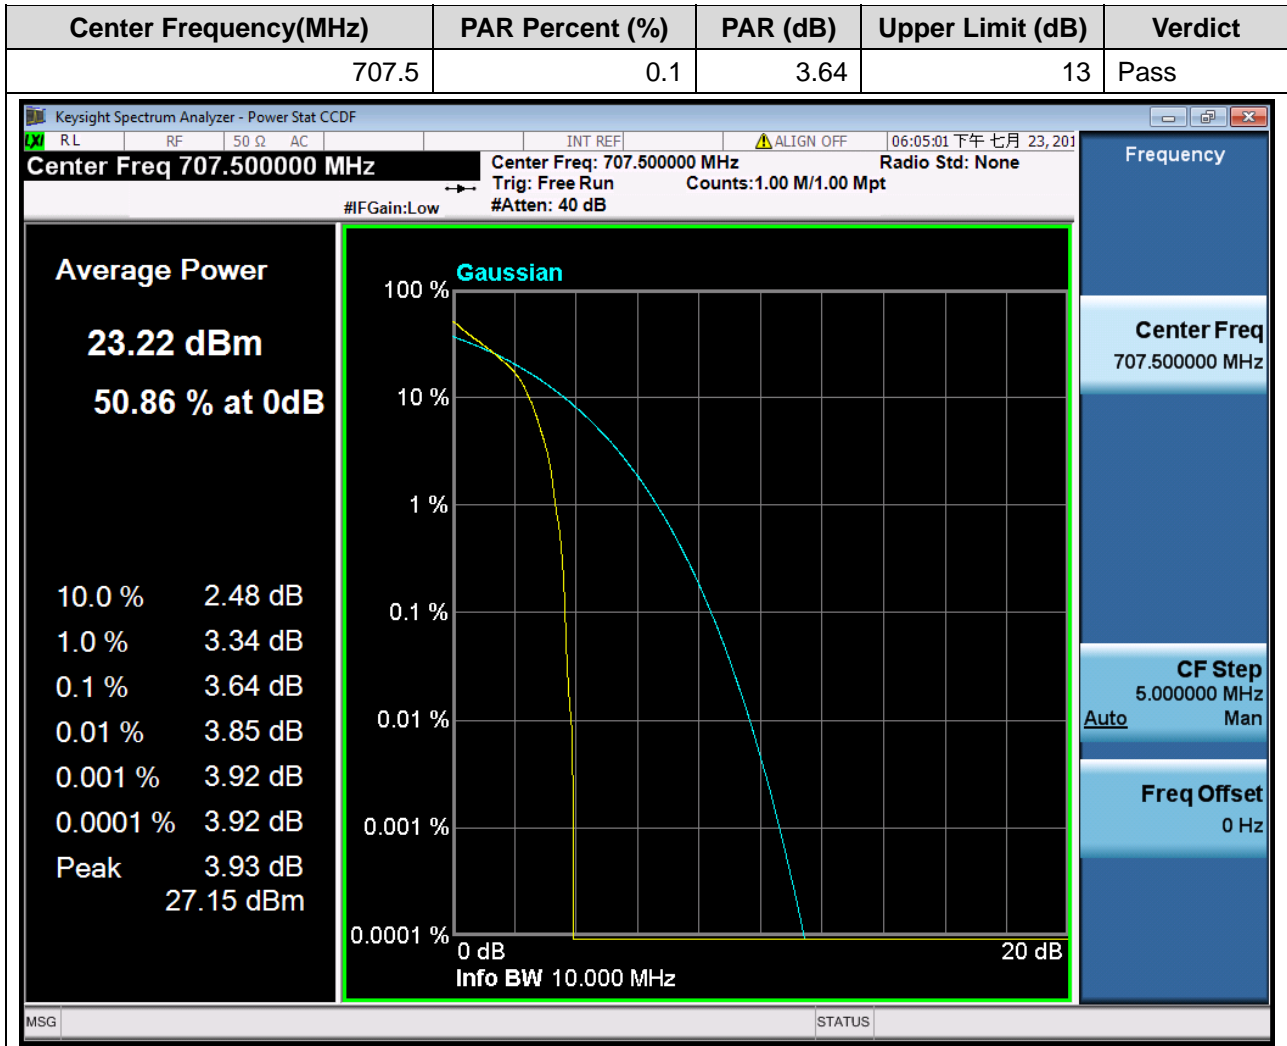 Center Frequency(MHz) PAR Percent (%) PAR (dB) Upper Limit (dB) Verdict
707.5 0.1 3.64 13 Pass
Keysight Spectrum Analyzer - Power Stat CCDF
LXI RL RF 50 Ω AC INT REF ALIGN OFF 06:05:01 下午 七月 23, 201
Center Freq 707.500000 MHz
Center Freq: 707.500000 MHz Radio Std: None
Trig: Free Run Counts:1.00 M/1.00 Mpt
#IFGain:Low #Atten: 40 dB
Frequency
Average Power
23.22 dBm
50.86 % at 0dB
10.0 % 2.48 dB
1.0 % 3.34 dB
0.1 % 3.64 dB
0.01 % 3.85 dB
0.001 % 3.92 dB
0.0001 % 3.92 dB
Peak 3.93 dB
27.15 dBm
Gaussian
100 %
10 %
1 %
0.1 %
0.01 %
0.001 %
0.0001 %
0 dB 20 dB
Info BW 10.000 MHz
Center Freq
707.500000 MHz
CF Step
5.000000 MHz
Auto Man
Freq Offset
0 Hz
MSG STATUS